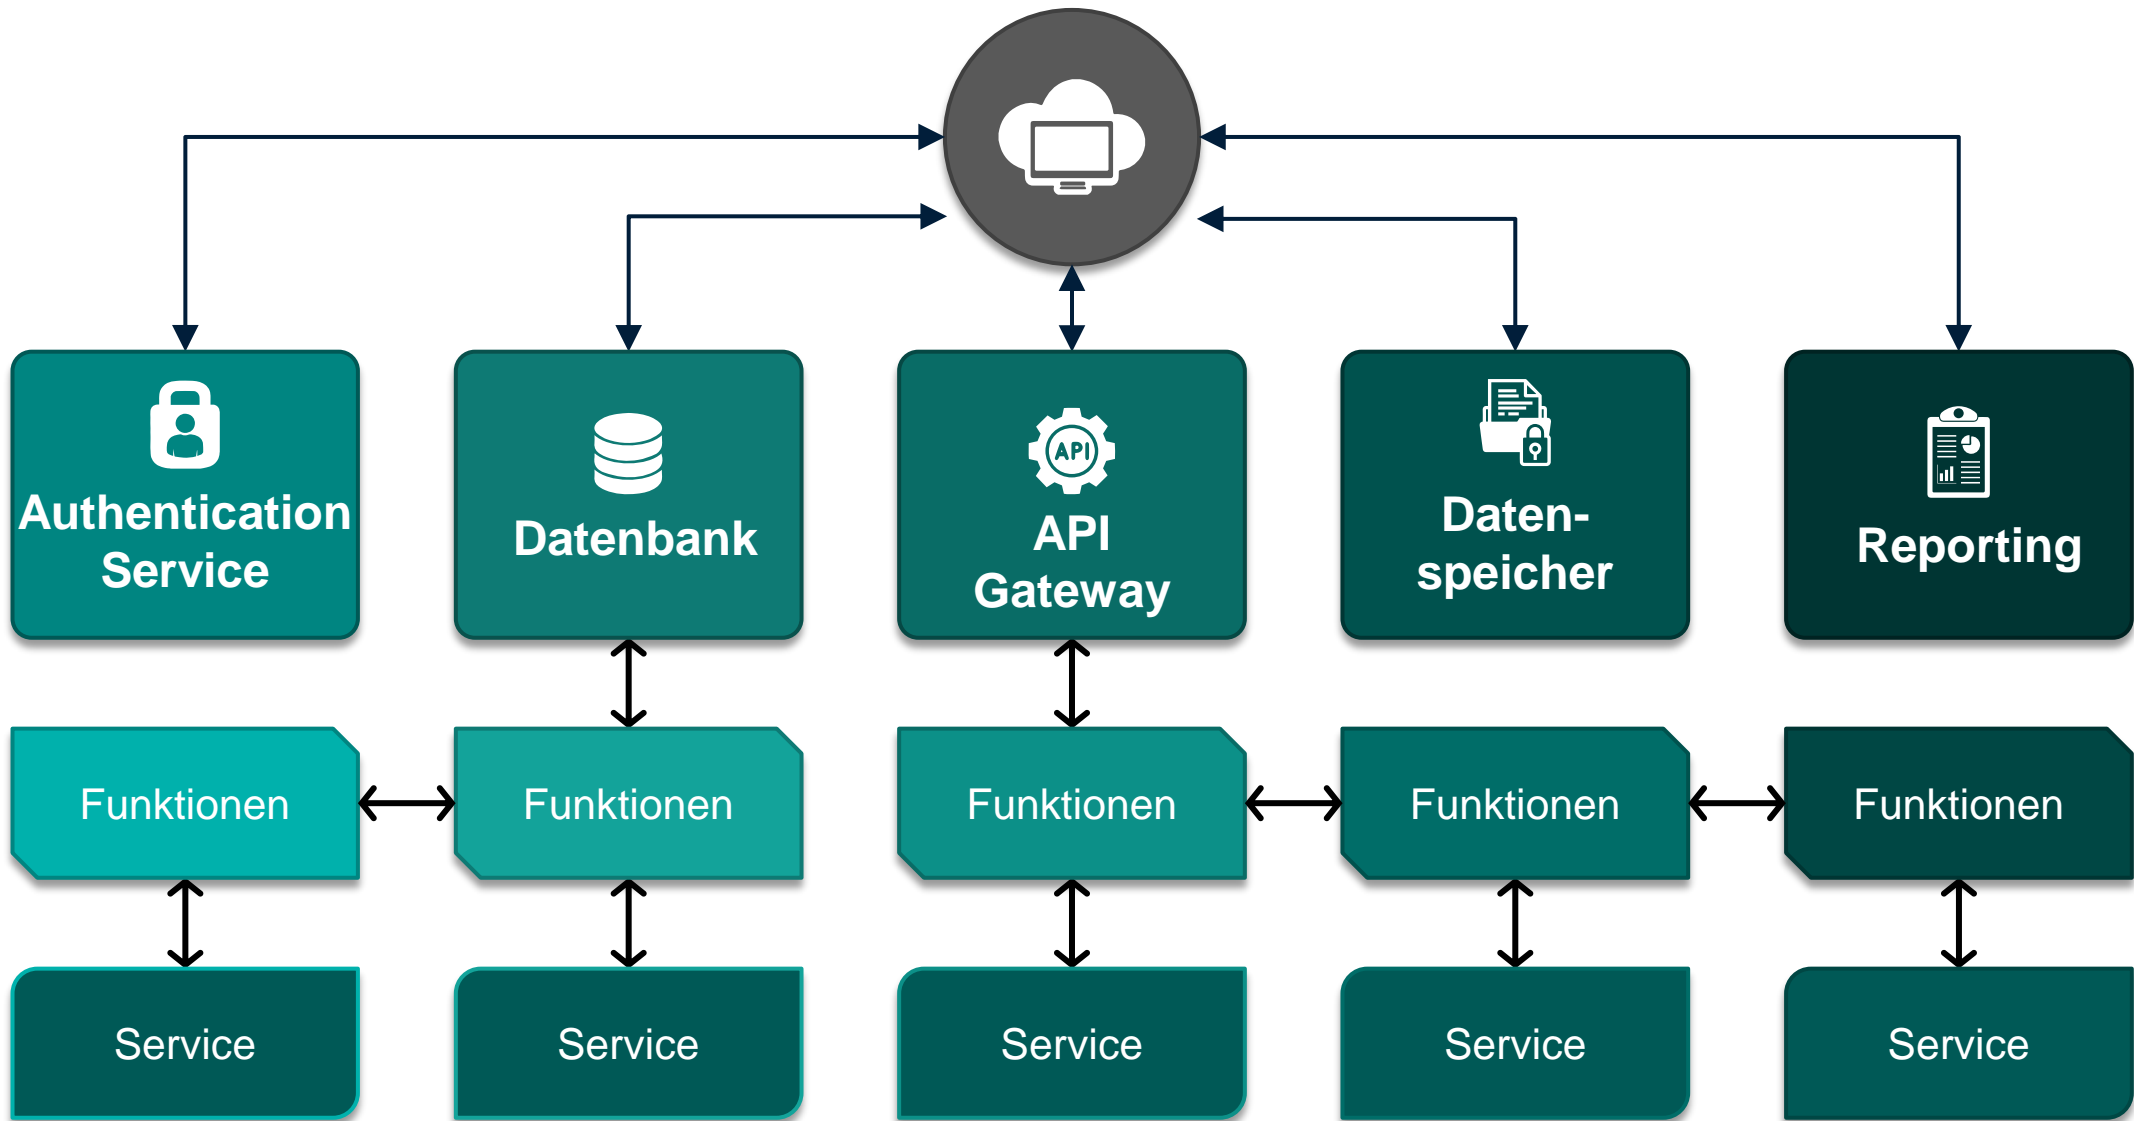 Authentication
Service
Datenbank
API
API
Gateway
Daten-
speicher
Reporting
Funktionen
Funktionen
Funktionen
Funktionen
Funktionen
Service
Service
Service
Service
Service